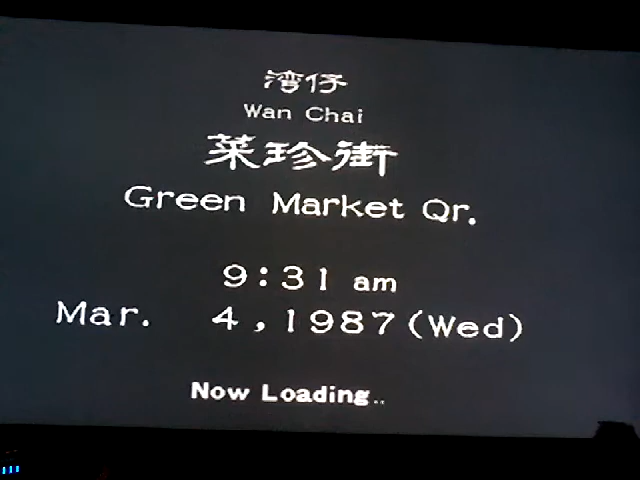 湾仔
Wan Chai
菜珍街
Green Market Qr.
9:31 am
Mar. 4,1987(Wed)
Now Loading..